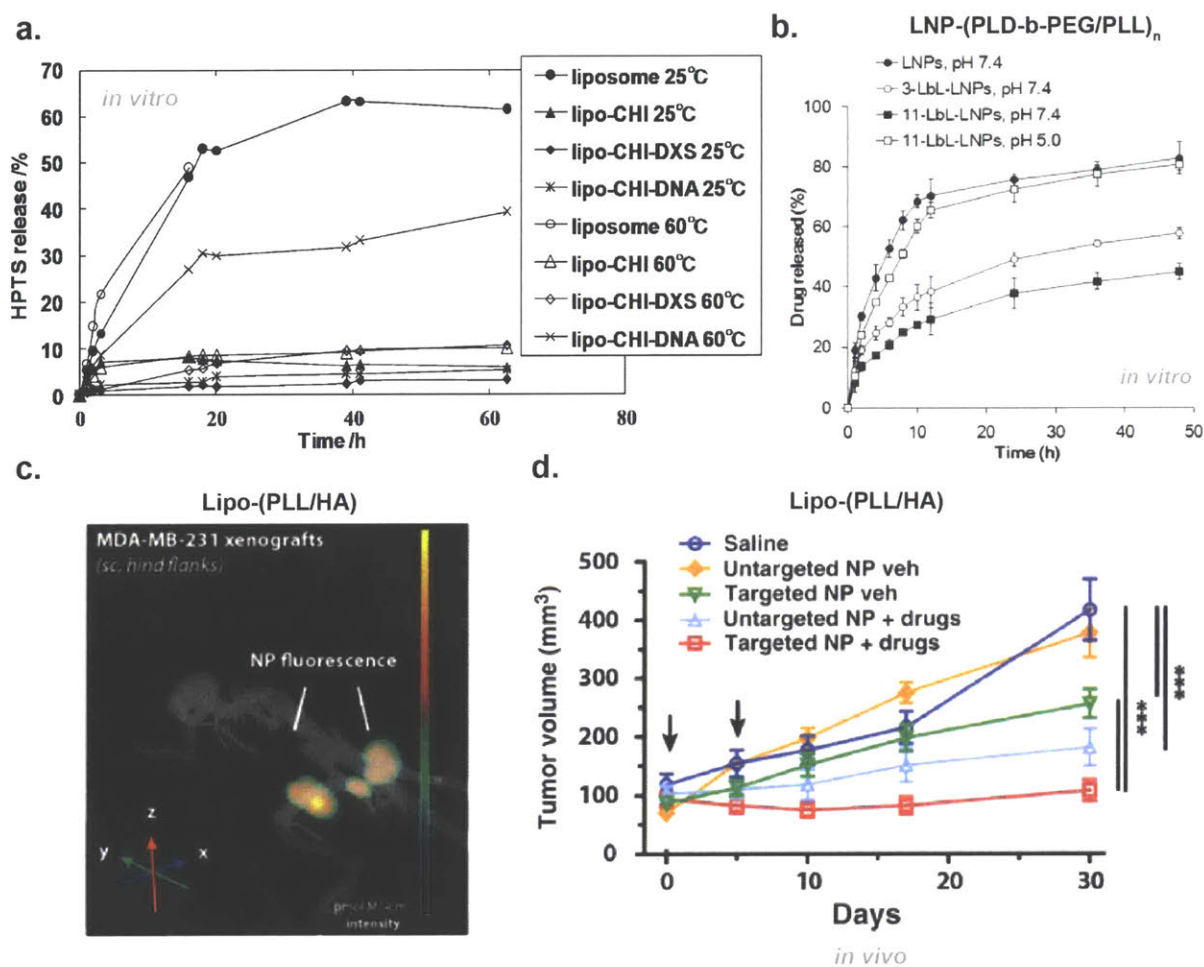 a.
in vitro
HPTS release /%
70
60
50
40
30
20
10
0
0
20
40
60
80
Time /h
liposome 25°C
lipo-CHI 25°C
lipo-CHI-DXS 25°C
lipo-CHI-DNA 25°C
liposome 60°C
lipo-CHI 60°C
lipo-CHI-DXS 60°C
lipo-CHI-DNA 60°C
b.
LNP-(PLD-b-PEG/PLL)n
LNPs, pH 7.4
3-LbL-LNPs, pH 7.4
11-LbL-LNPs, pH 7.4
11-LbL-LNPs, pH 5.0
Drug released (%)
100
80
60
40
20
0
in vitro
0
10
20
30
40
50
Time (h)
c.
Lipo-(PLL/HA)
MDA-MB-231 xenografts
(sc. hind flanks)
NP fluorescence
z
y
x
intensity
d.
Lipo-(PLL/HA)
Saline
Untargeted NP veh
Targeted NP veh
Untargeted NP + drugs
Targeted NP + drugs
Tumor volume (mm³)
500
400
300
200
100
0
***
***
0
10
20
30
Days
in vivo